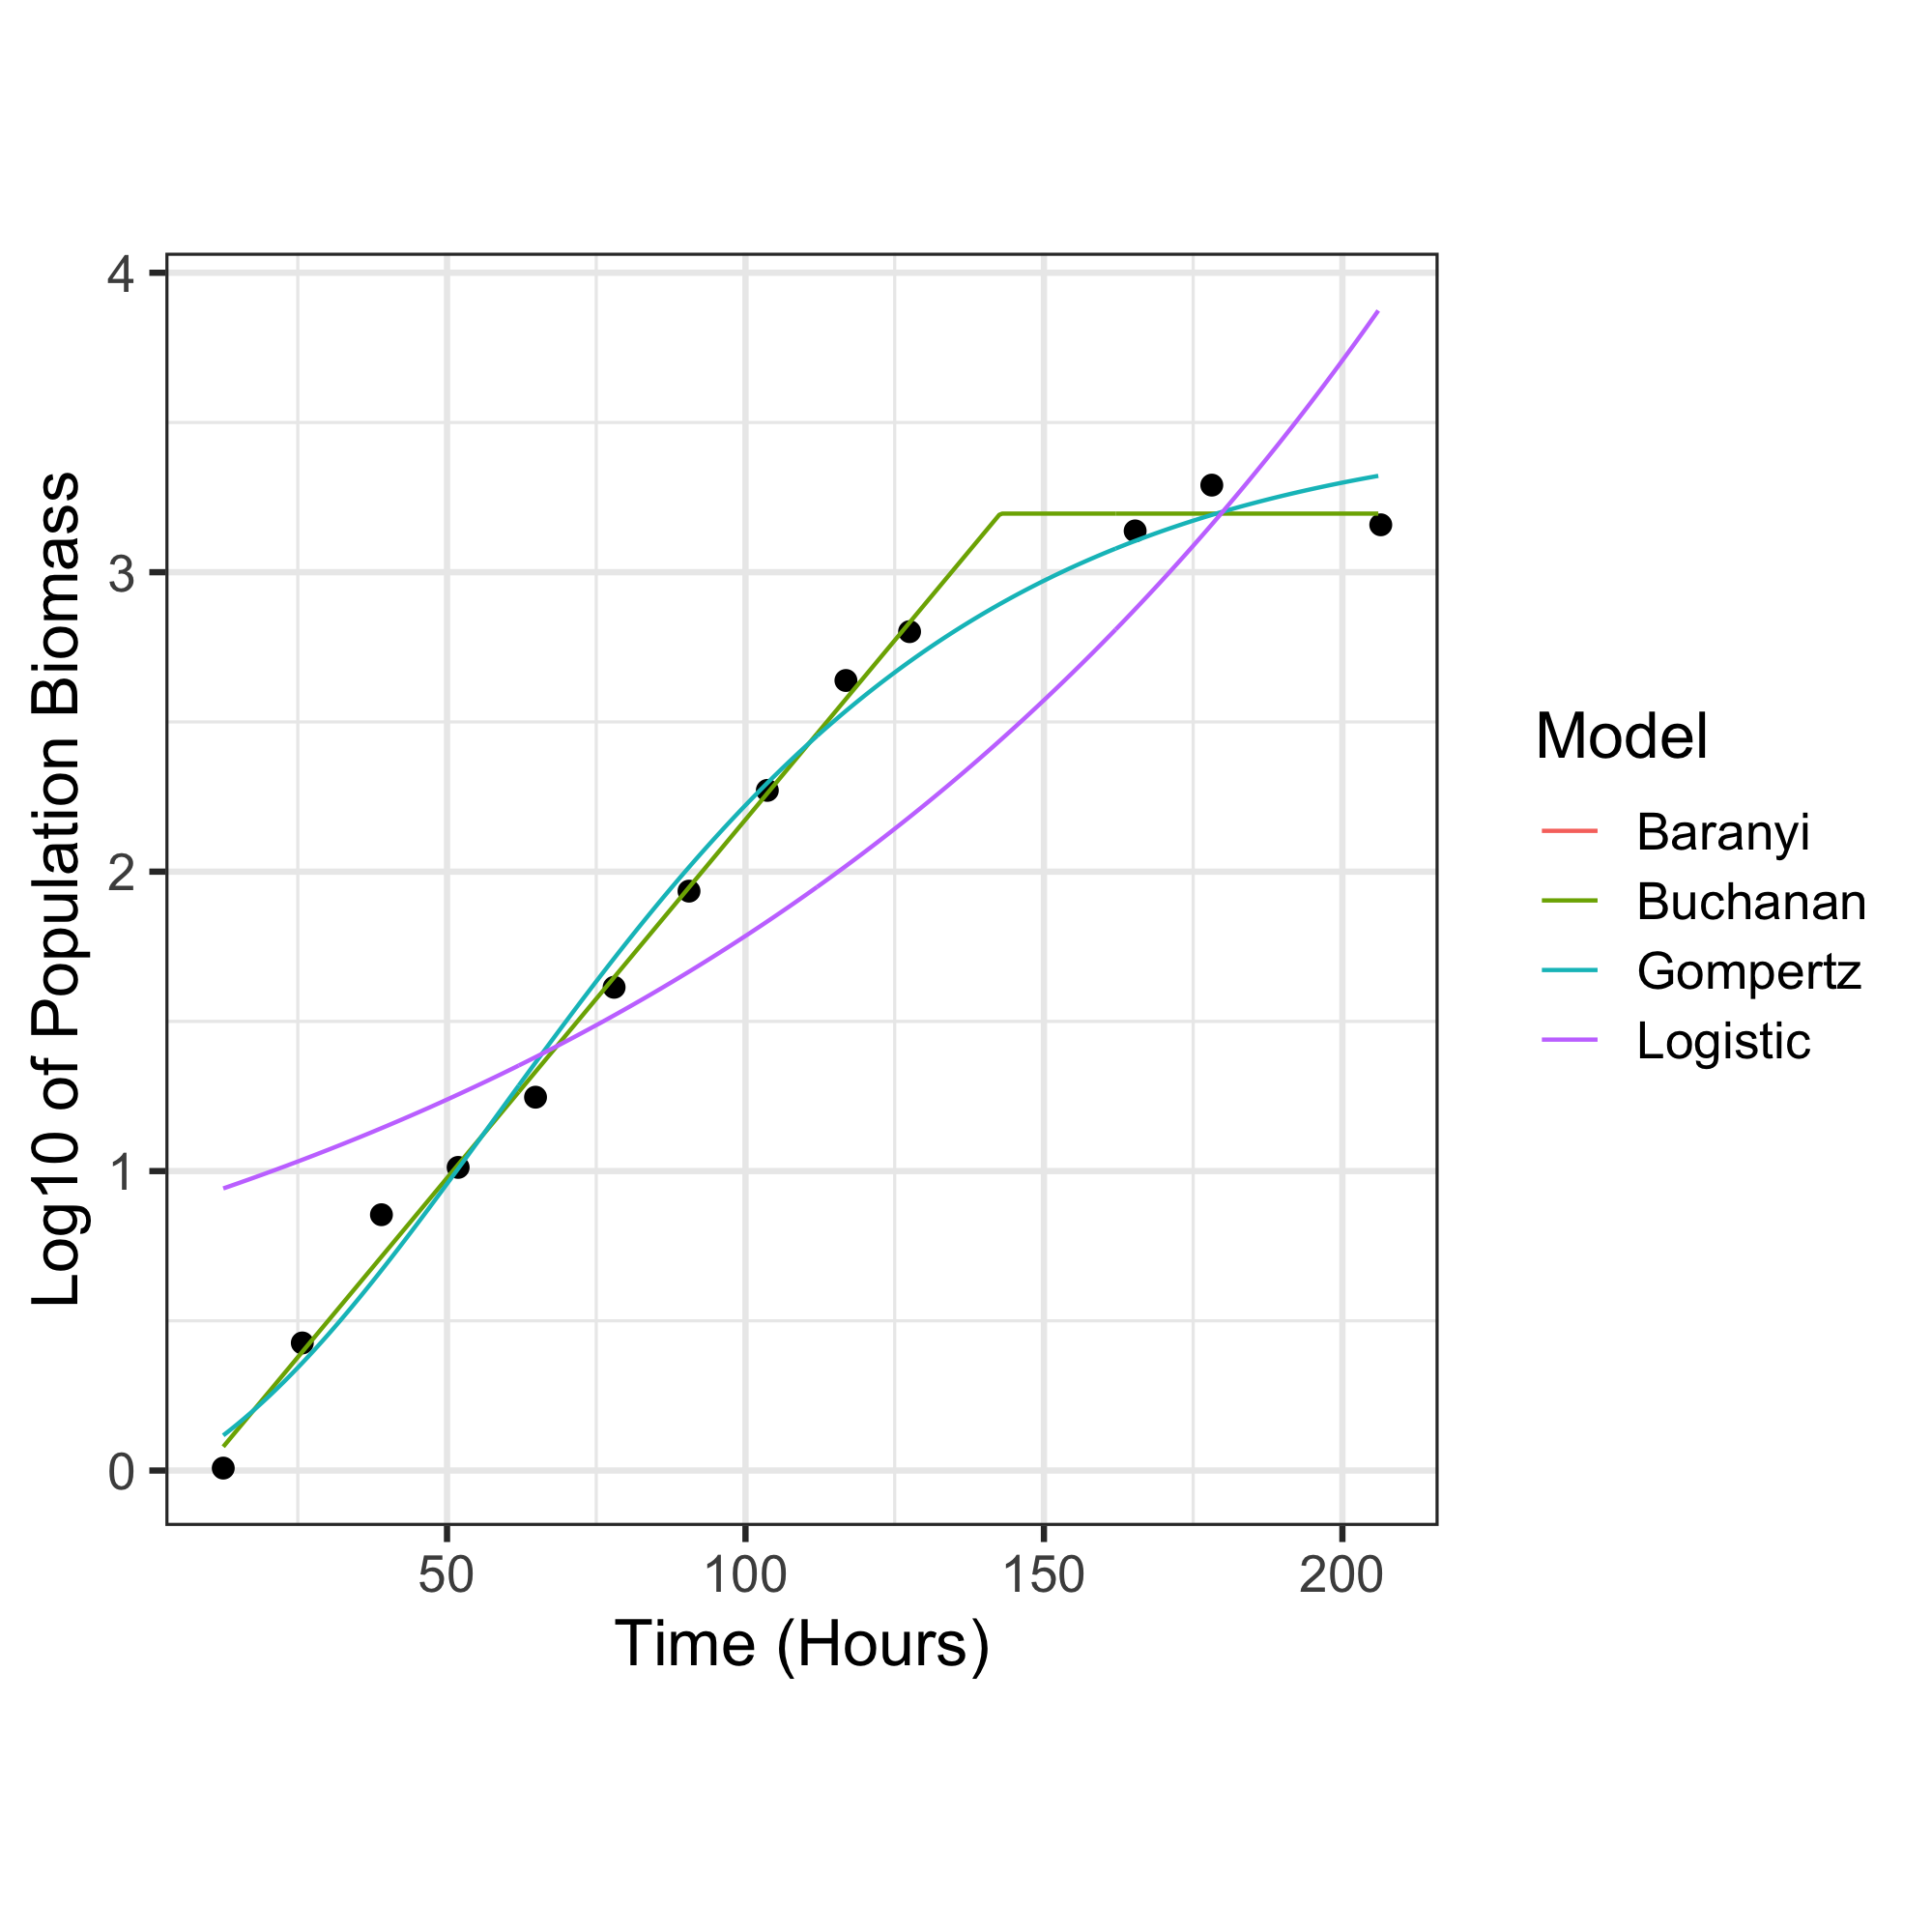 Log10 of Population Biomass
4
3
2
1
0
50 100 150 200
Time (Hours)
Model
Baranyi
Buchanan
Gompertz
Logistic